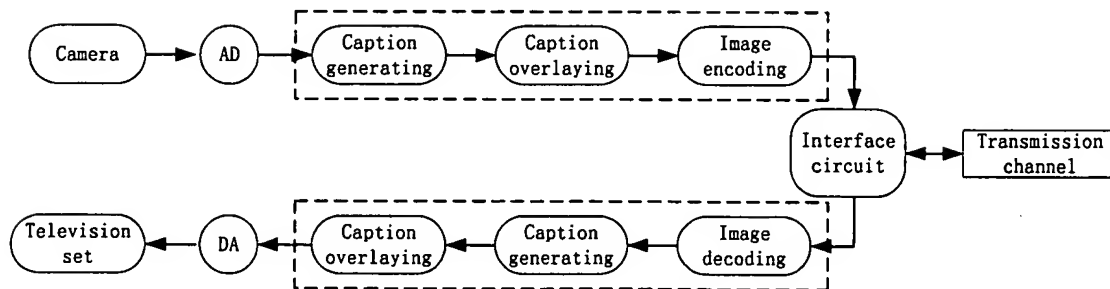 Camera
AD
Caption
generating
Caption
overlaying
Image
encoding
Interface
circuit
Transmission
channel
Television
set
DA
Caption
overlaying
Caption
generating
Image
decoding